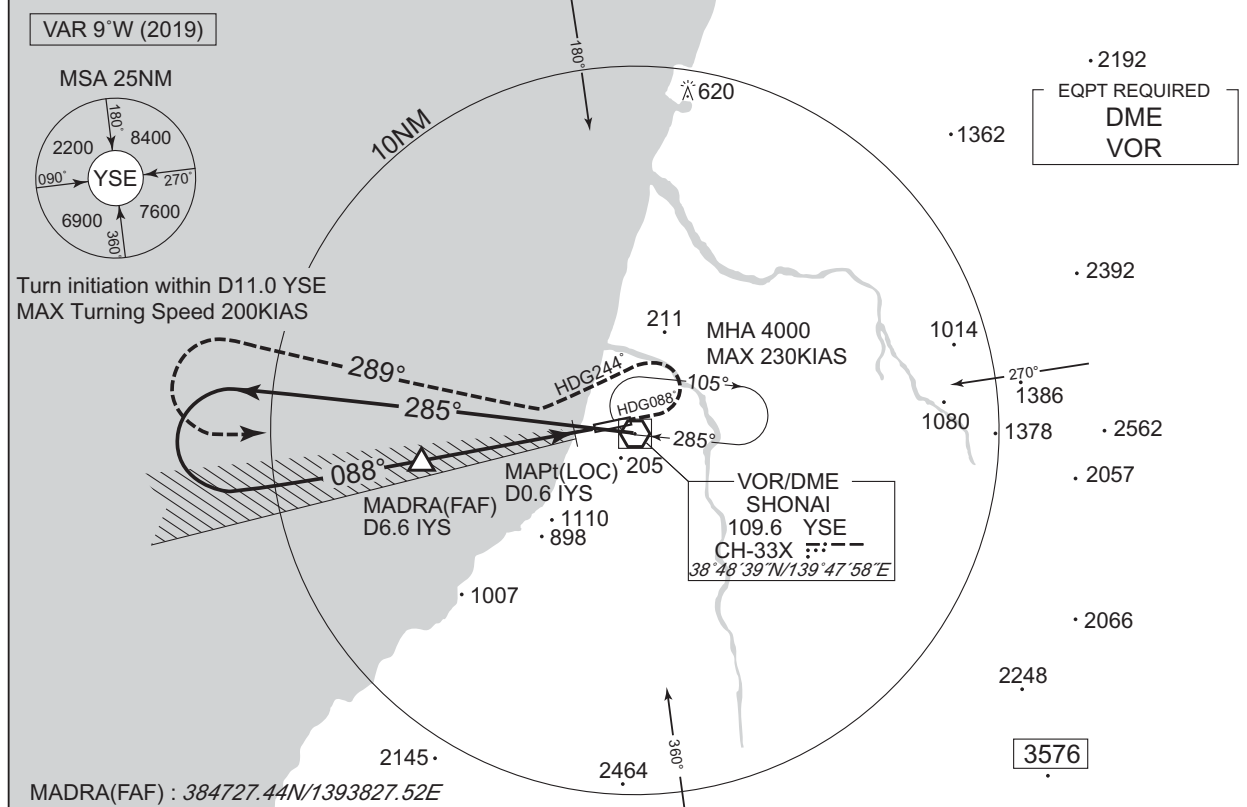 VAR 9°W (2019)
MSA 25NM
180°
2200
8400
090°
YSE
270°
6900
7600
360°
Turn initiation within D11.0 YSE
MAX Turning Speed 200KIAS
180°
10NM
620
2192
EQPT REQUIRED
DME
VOR
1362
2392
211
MHA 4000
MAX 230KIAS
1014
289°
HDG244°
105°
270°
1386
285°
HDG088°
1080
1378
2562
285°
088°
205
2057
MAPt(LOC)
D0.6 IYS
MADRA(FAF)
D6.6 IYS
VOR/DME
SHONAI
109.6 YSE
CH-33X
38°48´39˝N/139°47´58˝E
1110
898
1007
2066
2248
360°
2145
2464
3576
MADRA(FAF) : 384727.44N/1393827.52E